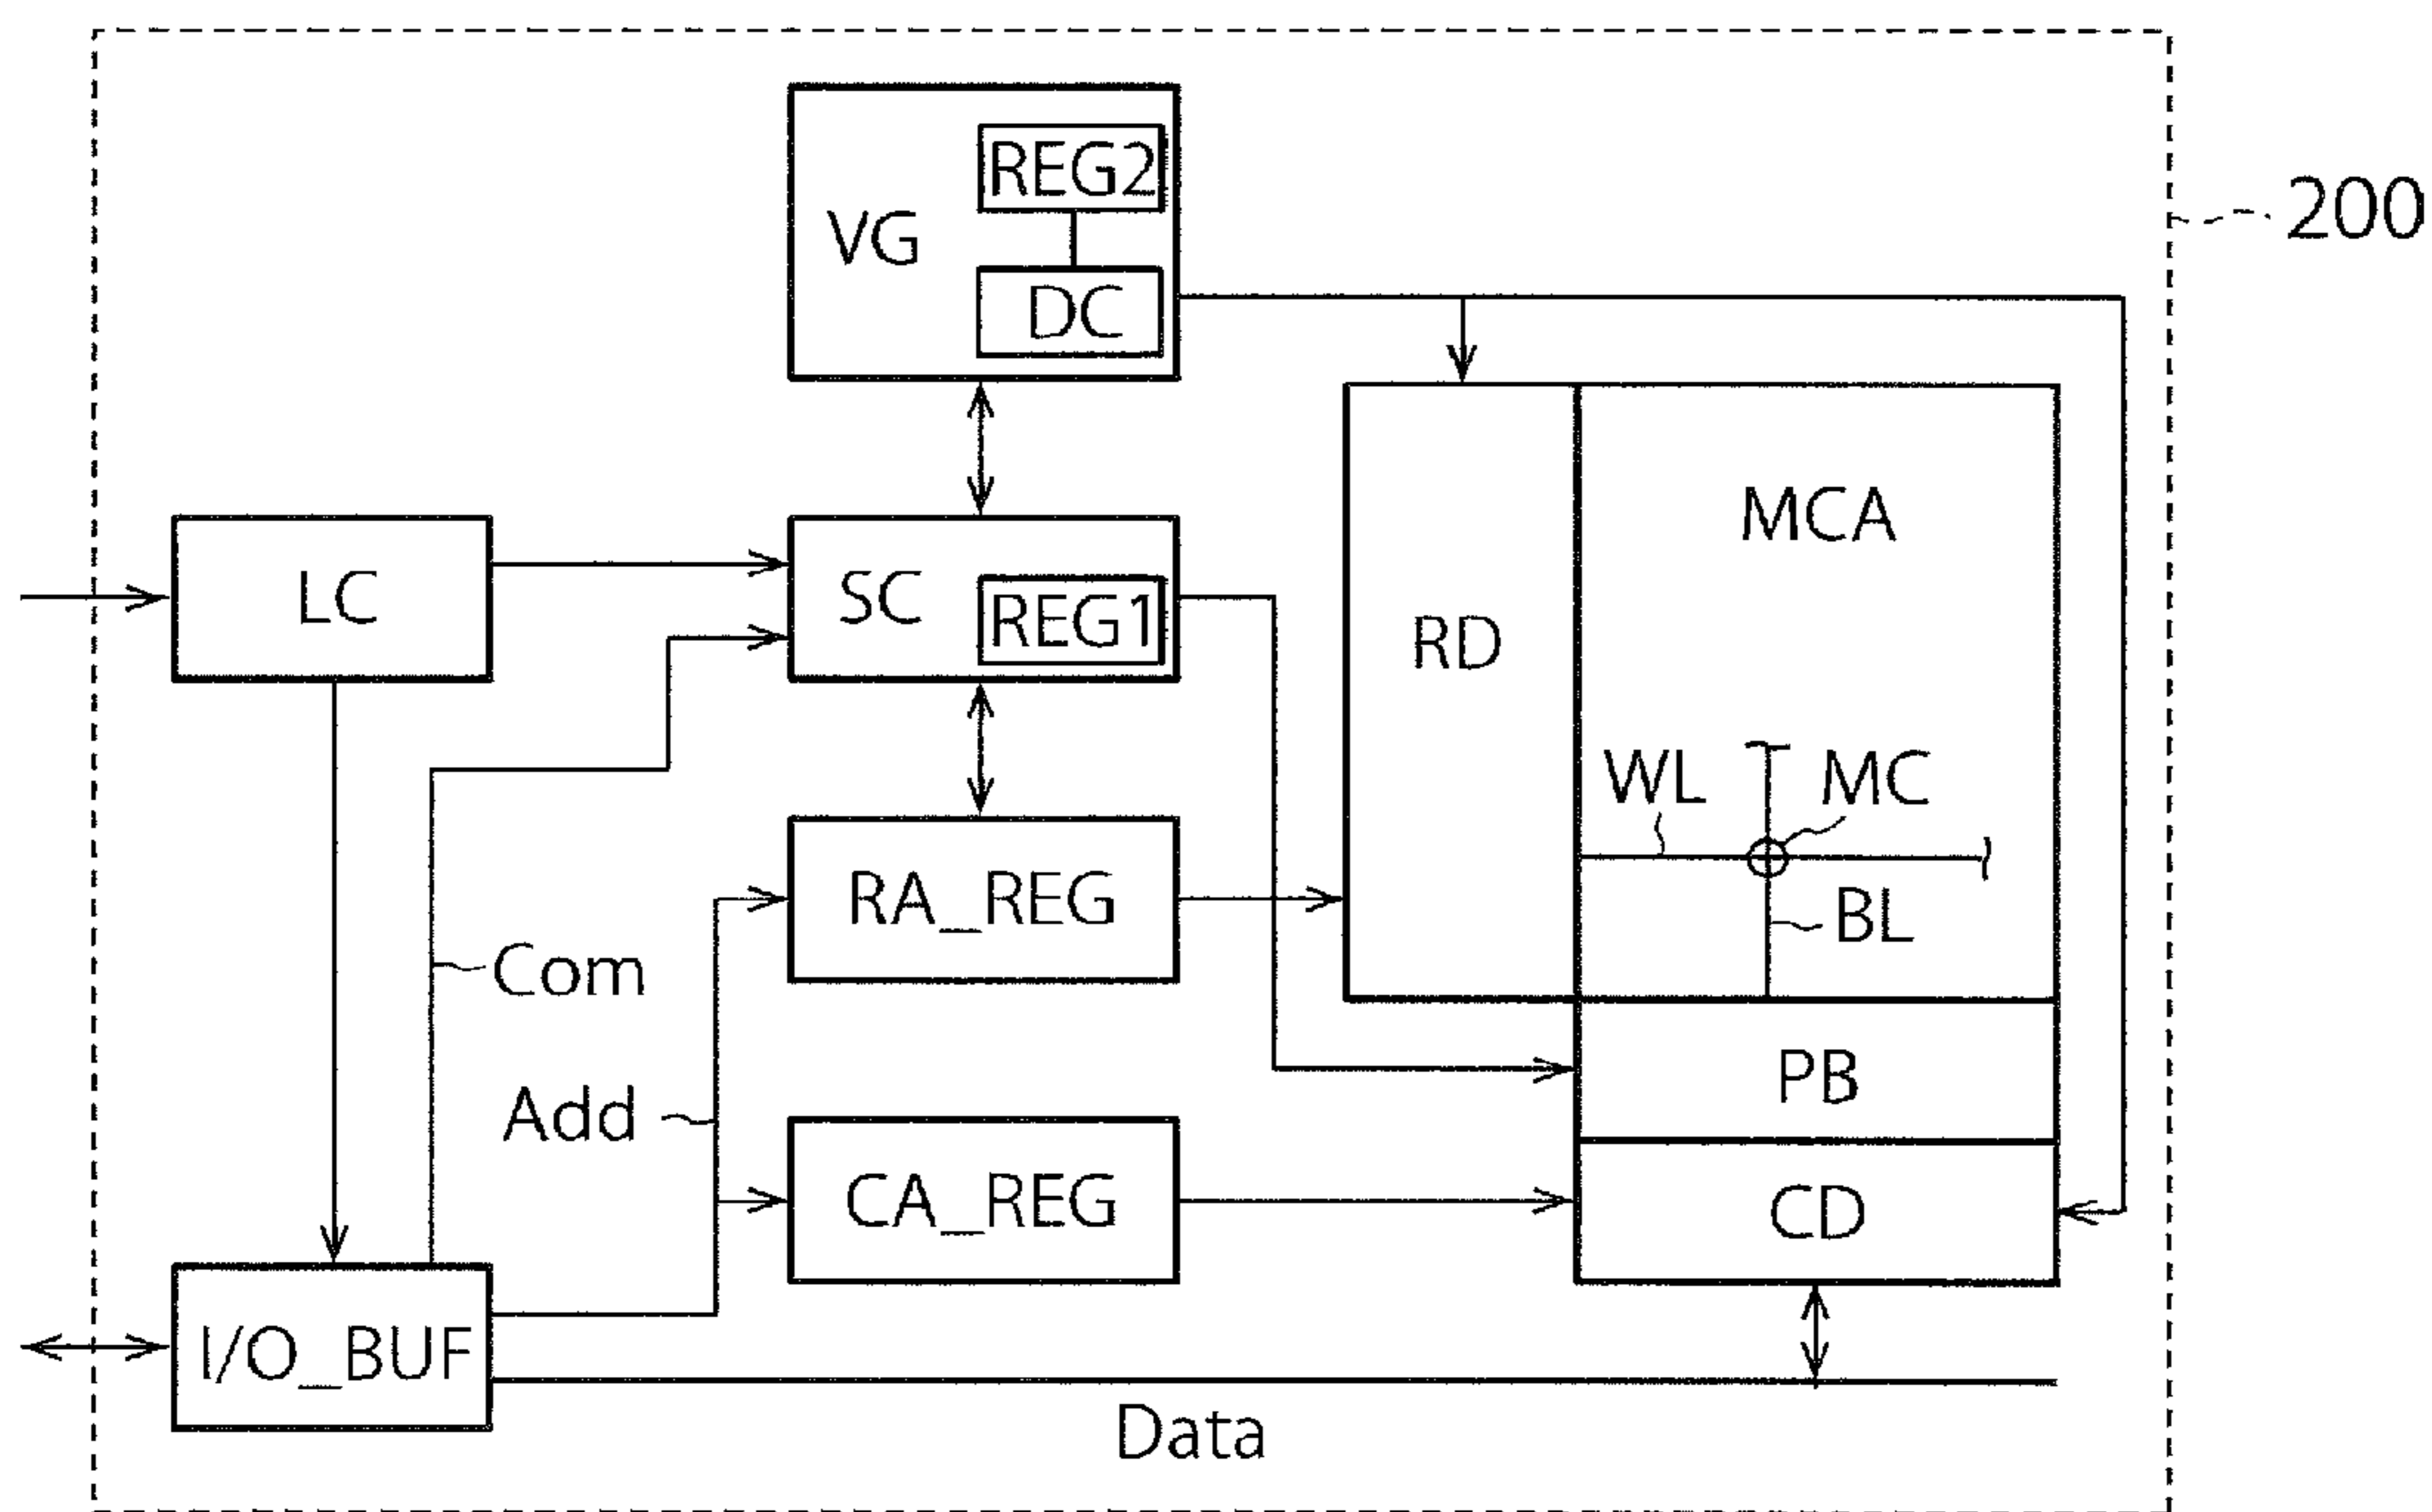 REG2
200
VG
DC
MCA
LC
SC
REG1
RD
WL
MC
RA_REG
BL
Com
PB
Add
CA_REG
CD
I/O_BUF
Data